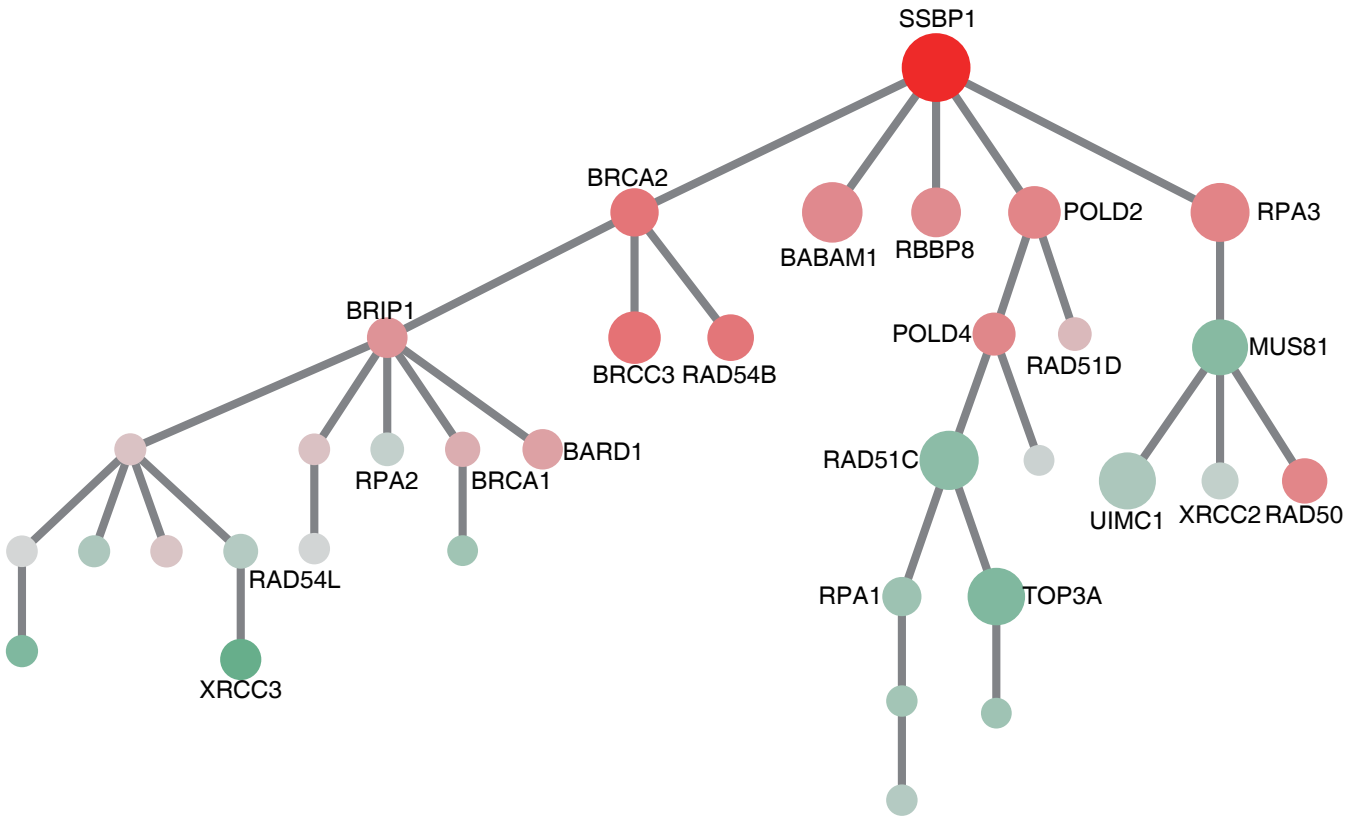 SSBP1
BRCA2
BABAM1
RBBP8
POLD2
RPA3
BRIP1
BRCC3
RAD54B
POLD4
RAD51D
MUS81
RPA2
BRCA1
BARD1
RAD51C
UIMC1
XRCC2
RAD50
RAD54L
RPA1
TOP3A
XRCC3